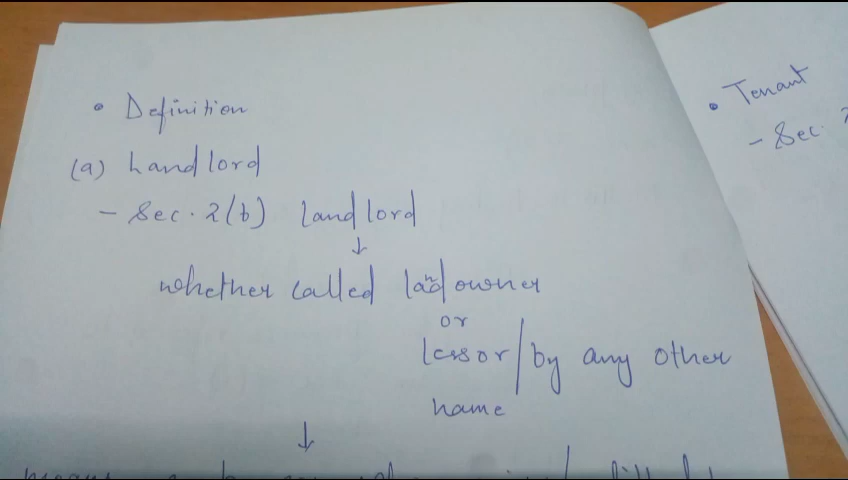 • Definition
(a) Landlord
- Sec. 2(b) Landlord
↓
whether called landowner
or
lessor/by any other
name
↓
• Tenant
- Sec.